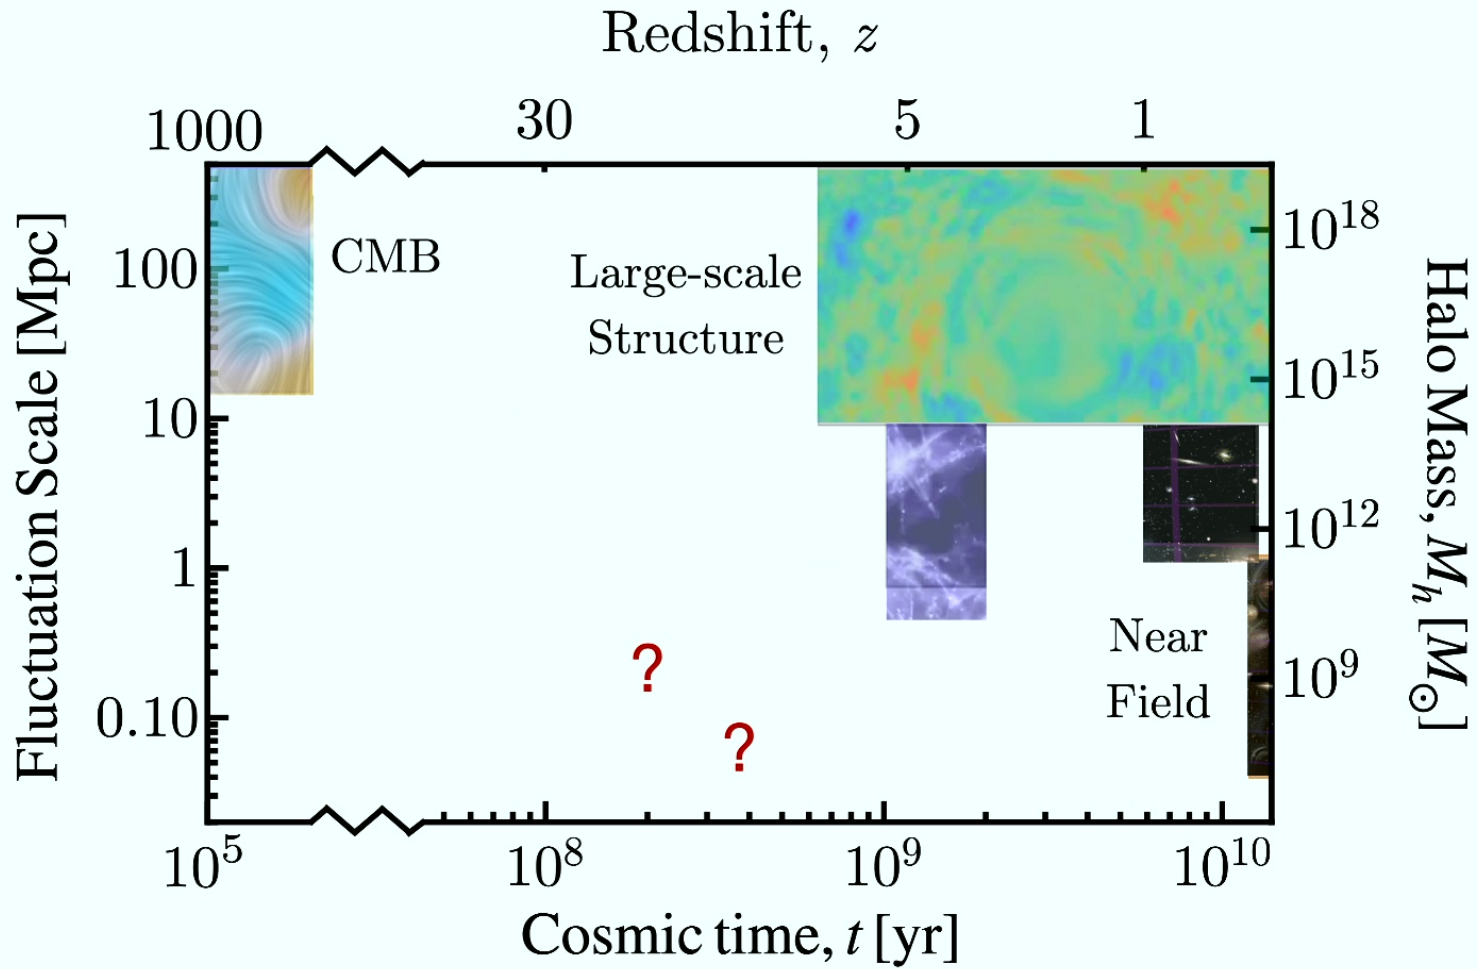 Redshift, z
1000
30
5
1
Fluctuation Scale [Mpc]
100
10
1
0.10
CMB
Large-scale
Structure
Near
Field
?
?
10^18
10^15
10^12
10^9
Halo Mass, M_h [M_⊙]
10^5
10^8
10^9
10^10
Cosmic time, t [yr]